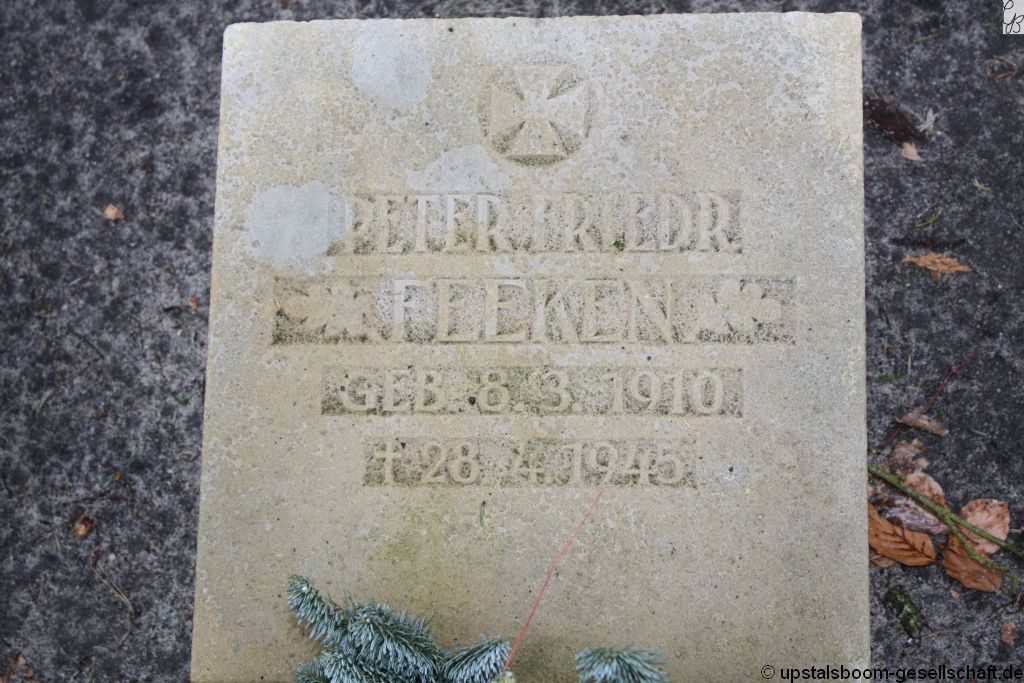 PETER FRIEDR.
FEEKEN
GEB. 8. 3. 1910
† 28. 4. 1945
© upstalsboom-gesellschaft.de